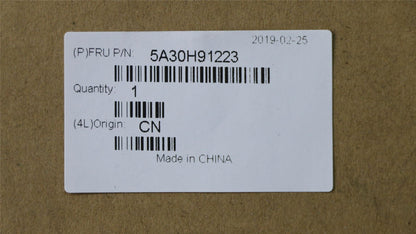 2019-02-25
(P)FRU P/N: 5A30H91223
Quantity: 1
(4L)Origin: CN
Made in CHINA